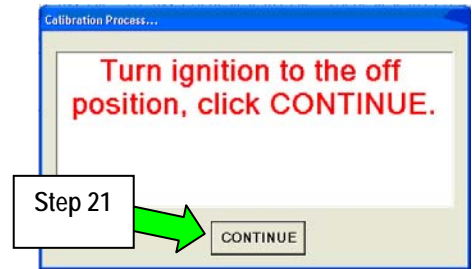 Calibration Process...
Turn ignition to the off
position, click CONTINUE.
Step 21
CONTINUE